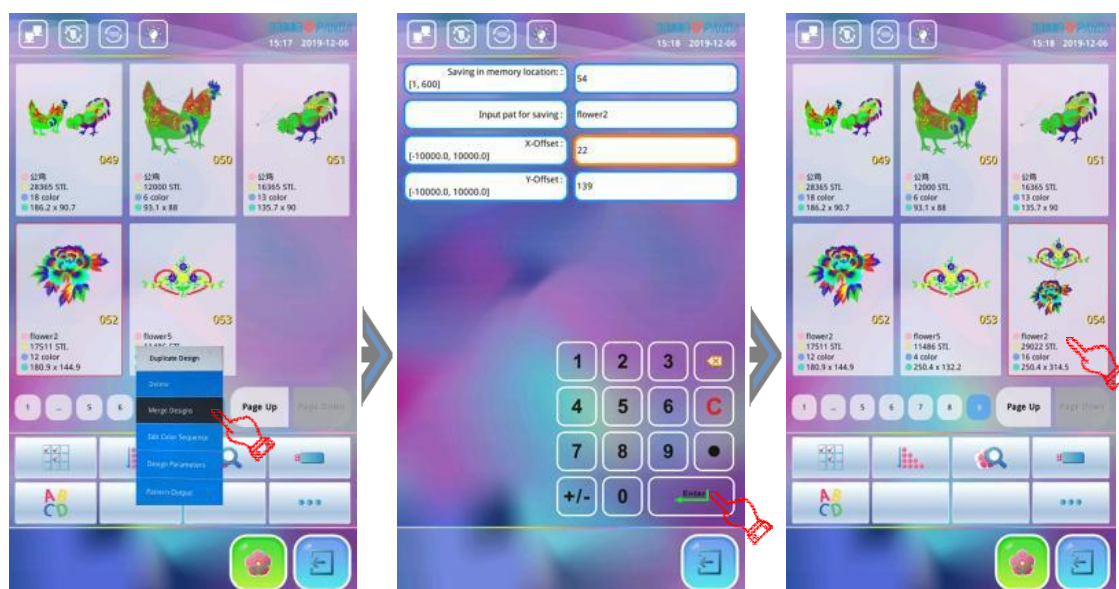 15:17 2019-12-06
049
公鸡
28365 STI.
18 color
186.2 x 90.7
050
公鸡
12000 STI.
6 color
93.1 x 88
051
公鸡
16365 STI.
13 color
135.7 x 90
052
flower2
17511 STI.
12 color
180.9 x 144.9
053
flower5
Duplicate Design
Delete
Merge Designs
Edit Color Sequence
Design Parameters
Pattern Output
1
...
5
6
Page Up
Page Down
AB
CD
15:18 2019-12-06
Saving in memory location: :
[1, 600]
54
Input pat for saving :
flower2
X-Offset :
[-10000.0, 10000.0]
22
Y-Offset :
[-10000.0, 10000.0]
139
1 2 3
4 5 6 C
7 8 9
+/- 0 Enter
15:18 2019-12-06
049
公鸡
28365 STI.
18 color
186.2 x 90.7
050
公鸡
12000 STI.
6 color
93.1 x 88
051
公鸡
16365 STI.
13 color
135.7 x 90
052
flower2
17511 STI.
12 color
180.9 x 144.9
053
flower5
11486 STI.
4 color
250.4 x 132.2
054
flower2
29022 STI.
16 color
250.4 x 314.5
1 ... 5 6 7 8 9
Page Up
Page Down
AB
CD